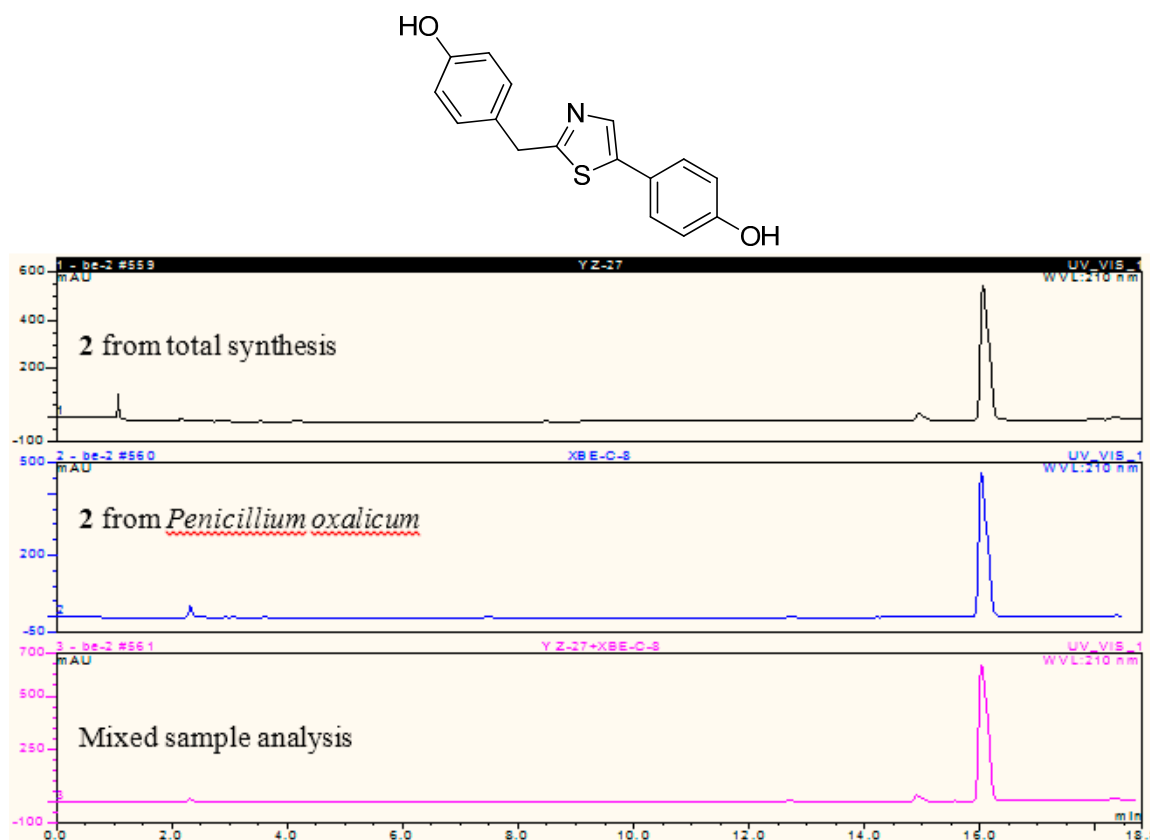 HO
N
S
OH
1 - be-2 #559 YZ-27 UV_VIS_1
mAU WVL:210 nm
600
400
200
-100
1
2 from total synthesis
2 - be-2 #560 XBE-C-8 UV_VIS_1
mAU WVL:210 nm
500
200
-50
2
2 from Penicillium oxalicum
3 - be-2 #561 YZ-27+XBE-C-8 UV_VIS_1
mAU WVL:210 nm
700
500
250
-100
3
Mixed sample analysis
min
0.0 2.0 4.0 6.0 8.0 10.0 12.0 14.0 16.0